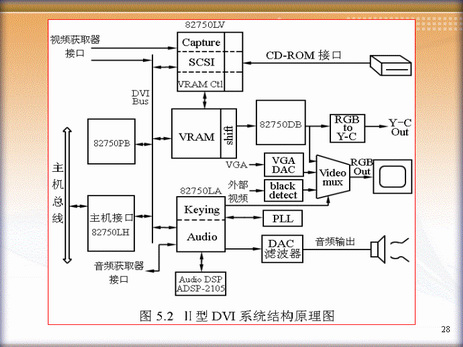 82750LV
视频获取器
接口
Capture
SCSI
VRAM Ctl
CD-ROM 接口
DVI
Bus
82750PB
VRAM
shift
82750DB
RGB
to
Y-C
Y-C
Out
VGA
VGA
DAC
外部
视频
black
detect
Video
mux
RGB
Out
主机总线
82750LA
主机接口
82750LH
Keying
Audio
PLL
DAC
滤波器
音频输出
音频获取器
接口
Audio DSP
ADSP-2105
图 5.2 Ⅱ型 DVI 系统结构原理图
28